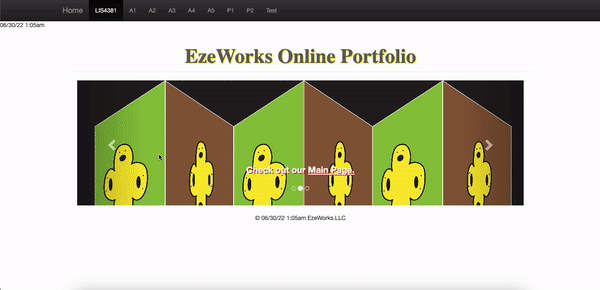 Home LIS4381 A1 A2 A3 A4 A5 P1 P2 Test
06/30/22 1:05am
EzeWorks Online Portfolio
Check out our Main Page.
© 06/30/22 1:05am EzeWorks.LLC